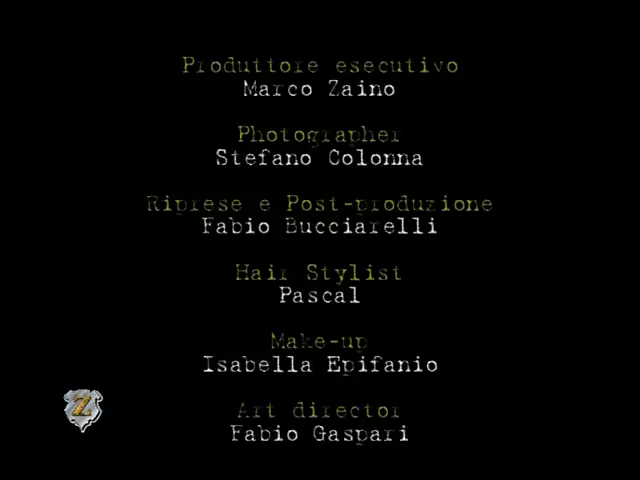 Produttore esecutivo
Marco Zaino
Photographer
Stefano Colonna
Riprese e Post-produzione
Fabio Bucciarelli
Hair Stylist
Pascal
Make-up
Isabella Epifanio
Art director
Fabio Gaspari
Z